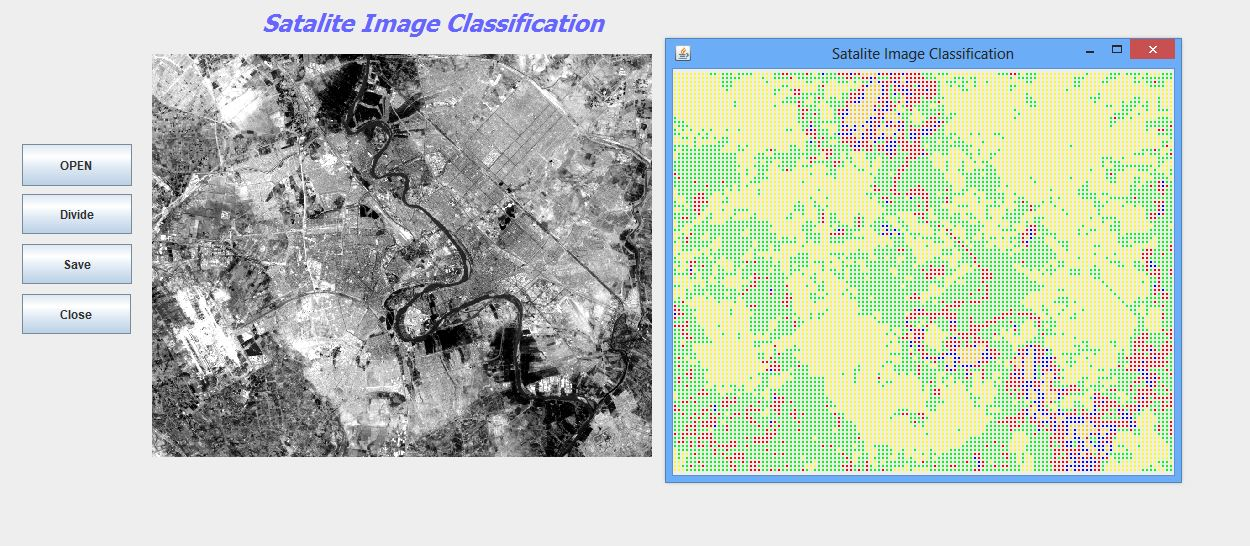 Satalite Image Classification
Satalite Image Classification
OPEN
Divide
Save
Close